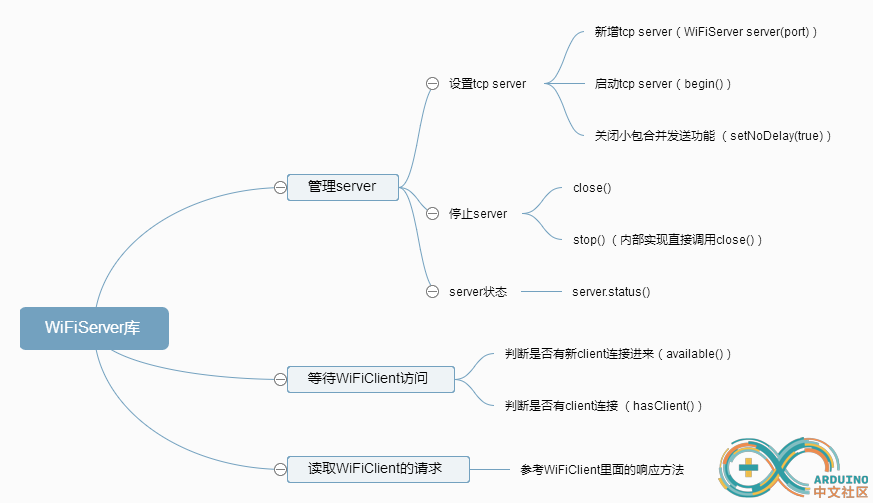 WiFiServer库
管理server
设置tcp server
新增tcp server（WiFiServer server(port)）
启动tcp server（begin()）
关闭小包合并发送功能 （setNoDelay(true)）
停止server
close()
stop() （内部实现直接调用close()）
server状态
server.status()
等待WiFiClient访问
判断是否有新client连接进来（available()）
判断是否有client连接 （hasClient()）
读取WiFiClient的请求
参考WiFiClient里面的响应方法
ARDUINO
中文社区